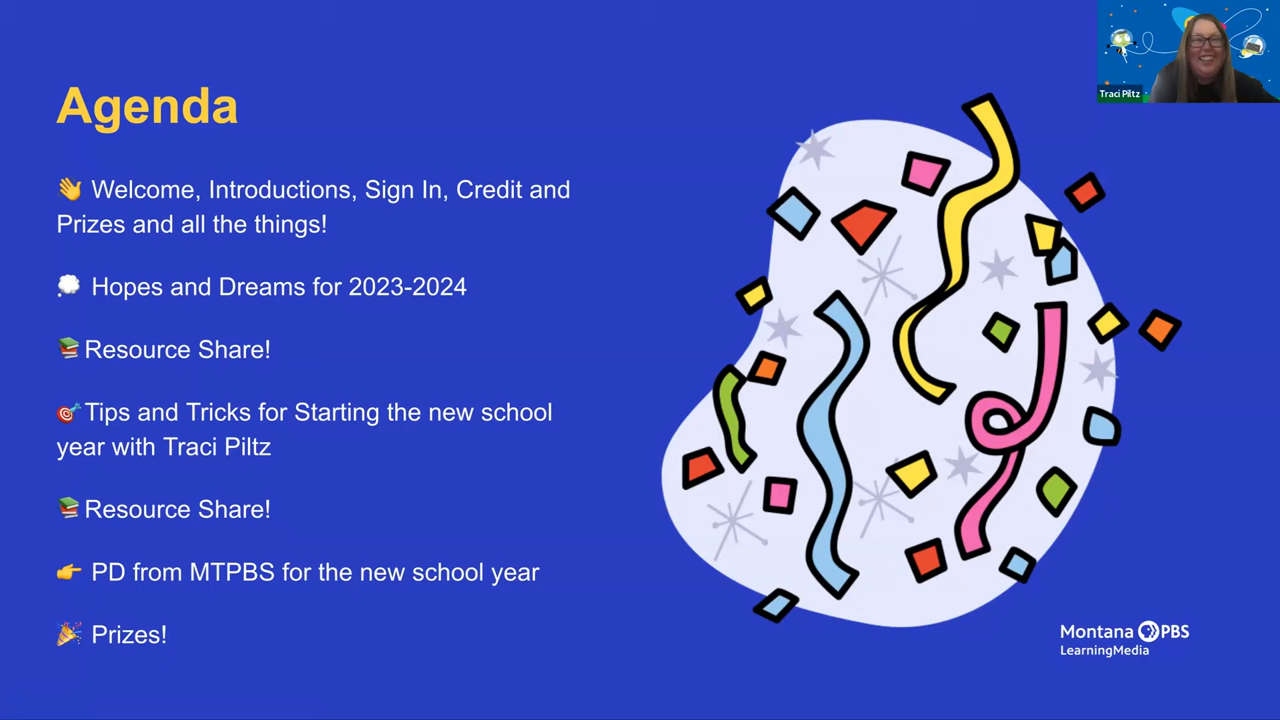 Agenda
👋 Welcome, Introductions, Sign In, Credit and
Prizes and all the things!
💭 Hopes and Dreams for 2023-2024
📚Resource Share!
🎯Tips and Tricks for Starting the new school
year with Traci Piltz
📚Resource Share!
👉 PD from MTPBS for the new school year
🎉 Prizes!
Traci Piltz
Montana PBS
LearningMedia